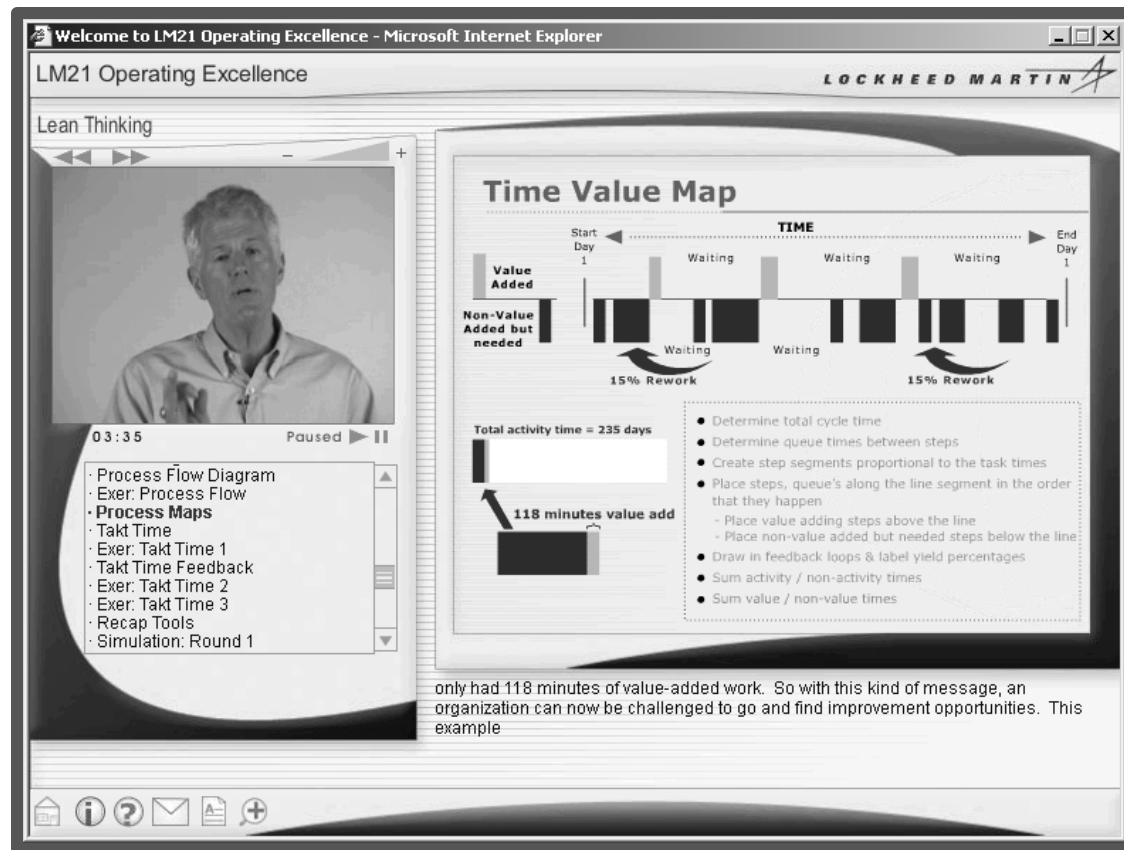 Welcome to LM21 Operating Excellence - Microsoft Internet Explorer
LM21 Operating Excellence
LOCKHEED MARTIN
Lean Thinking
- +
03:35 Paused
· Process Flow Diagram
· Exer: Process Flow
· Process Maps
· Takt Time
· Exer: Takt Time 1
· Takt Time Feedback
· Exer: Takt Time 2
· Exer: Takt Time 3
· Recap Tools
· Simulation: Round 1
Time Value Map
TIME
Start
Day
1
End
Day
1
Value
Added
Waiting
Waiting
Waiting
Non-Value
Added but
needed
Waiting
Waiting
15% Rework
15% Rework
Total activity time = 235 days
118 minutes value add
● Determine total cycle time
● Determine queue times between steps
● Create step segments proportional to the task times
● Place steps, queue's along the line segment in the order
that they happen
- Place value adding steps above the line
- Place non-value added but needed steps below the line
● Draw in feedback loops & label yield percentages
● Sum activity / non-activity times
● Sum value / non-value times
only had 118 minutes of value-added work. So with this kind of message, an
organization can now be challenged to go and find improvement opportunities. This
example